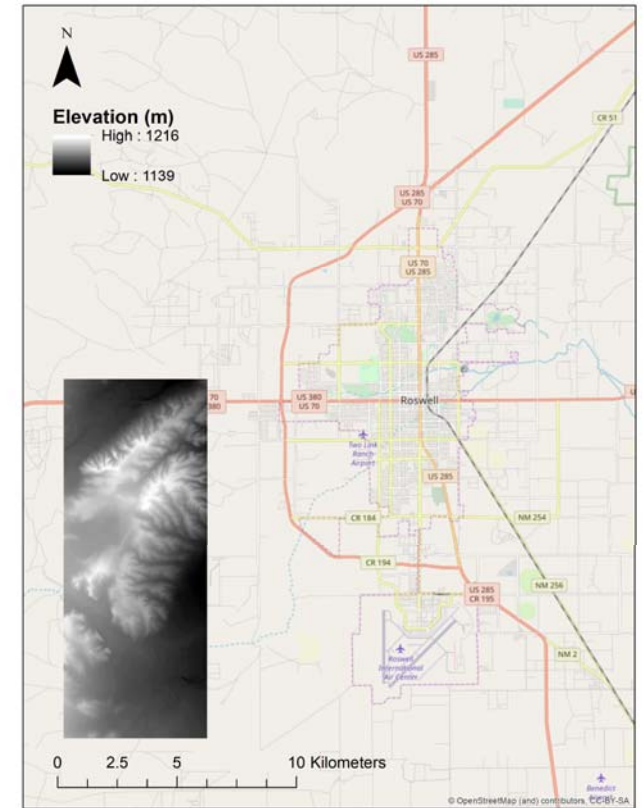 N
Elevation (m)
High : 1216
Low : 1139
US 285
CR 51
US 285
US 70
US 70
US 285
70
380
US 380
US 70
Roswell
Two Link
Ranch
Airport
US 285
CR 184
NM 254
CR 194
US 285
CR 195
NM 256
Roswell
International
Air Center
NM 2
0 2.5 5 10 Kilometers
Benedict
© OpenStreetMap (and) contributors, CC-BY-SA